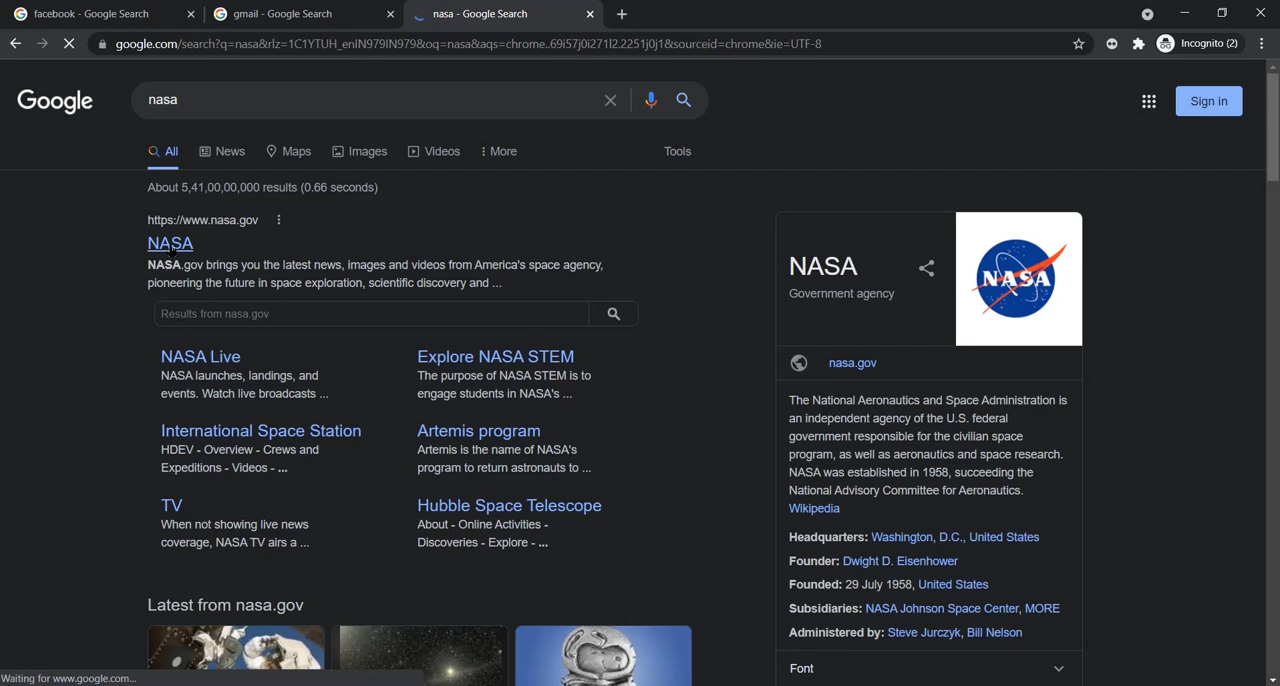 facebook - Google Search
gmail - Google Search
nasa - Google Search
google.com/search?q=nasa&rlz=1C1YTUH_enIN979IN979&oq=nasa&aqs=chrome..69i57j0i271l2.2251j0j1&sourceid=chrome&ie=UTF-8
Incognito (2)
Google
nasa
Sign in
All
News
Maps
Images
Videos
More
Tools
About 5,41,00,00,000 results (0.66 seconds)
https://www.nasa.gov
NASA
NASA.gov brings you the latest news, images and videos from America's space agency,
pioneering the future in space exploration, scientific discovery and ...
Results from nasa.gov
NASA Live
NASA launches, landings, and
events. Watch live broadcasts ...
Explore NASA STEM
The purpose of NASA STEM is to
engage students in NASA's ...
International Space Station
HDEV - Overview - Crews and
Expeditions - Videos - ...
Artemis program
Artemis is the name of NASA's
program to return astronauts to ...
TV
When not showing live news
coverage, NASA TV airs a ...
Hubble Space Telescope
About - Online Activities -
Discoveries - Explore - ...
Latest from nasa.gov
NASA
Government agency
NASA
nasa.gov
The National Aeronautics and Space Administration is
an independent agency of the U.S. federal
government responsible for the civilian space
program, as well as aeronautics and space research.
NASA was established in 1958, succeeding the
National Advisory Committee for Aeronautics.
Wikipedia
Headquarters: Washington, D.C., United States
Founder: Dwight D. Eisenhower
Founded: 29 July 1958, United States
Subsidiaries: NASA Johnson Space Center, MORE
Administered by: Steve Jurczyk, Bill Nelson
Font
Waiting for www.google.com...